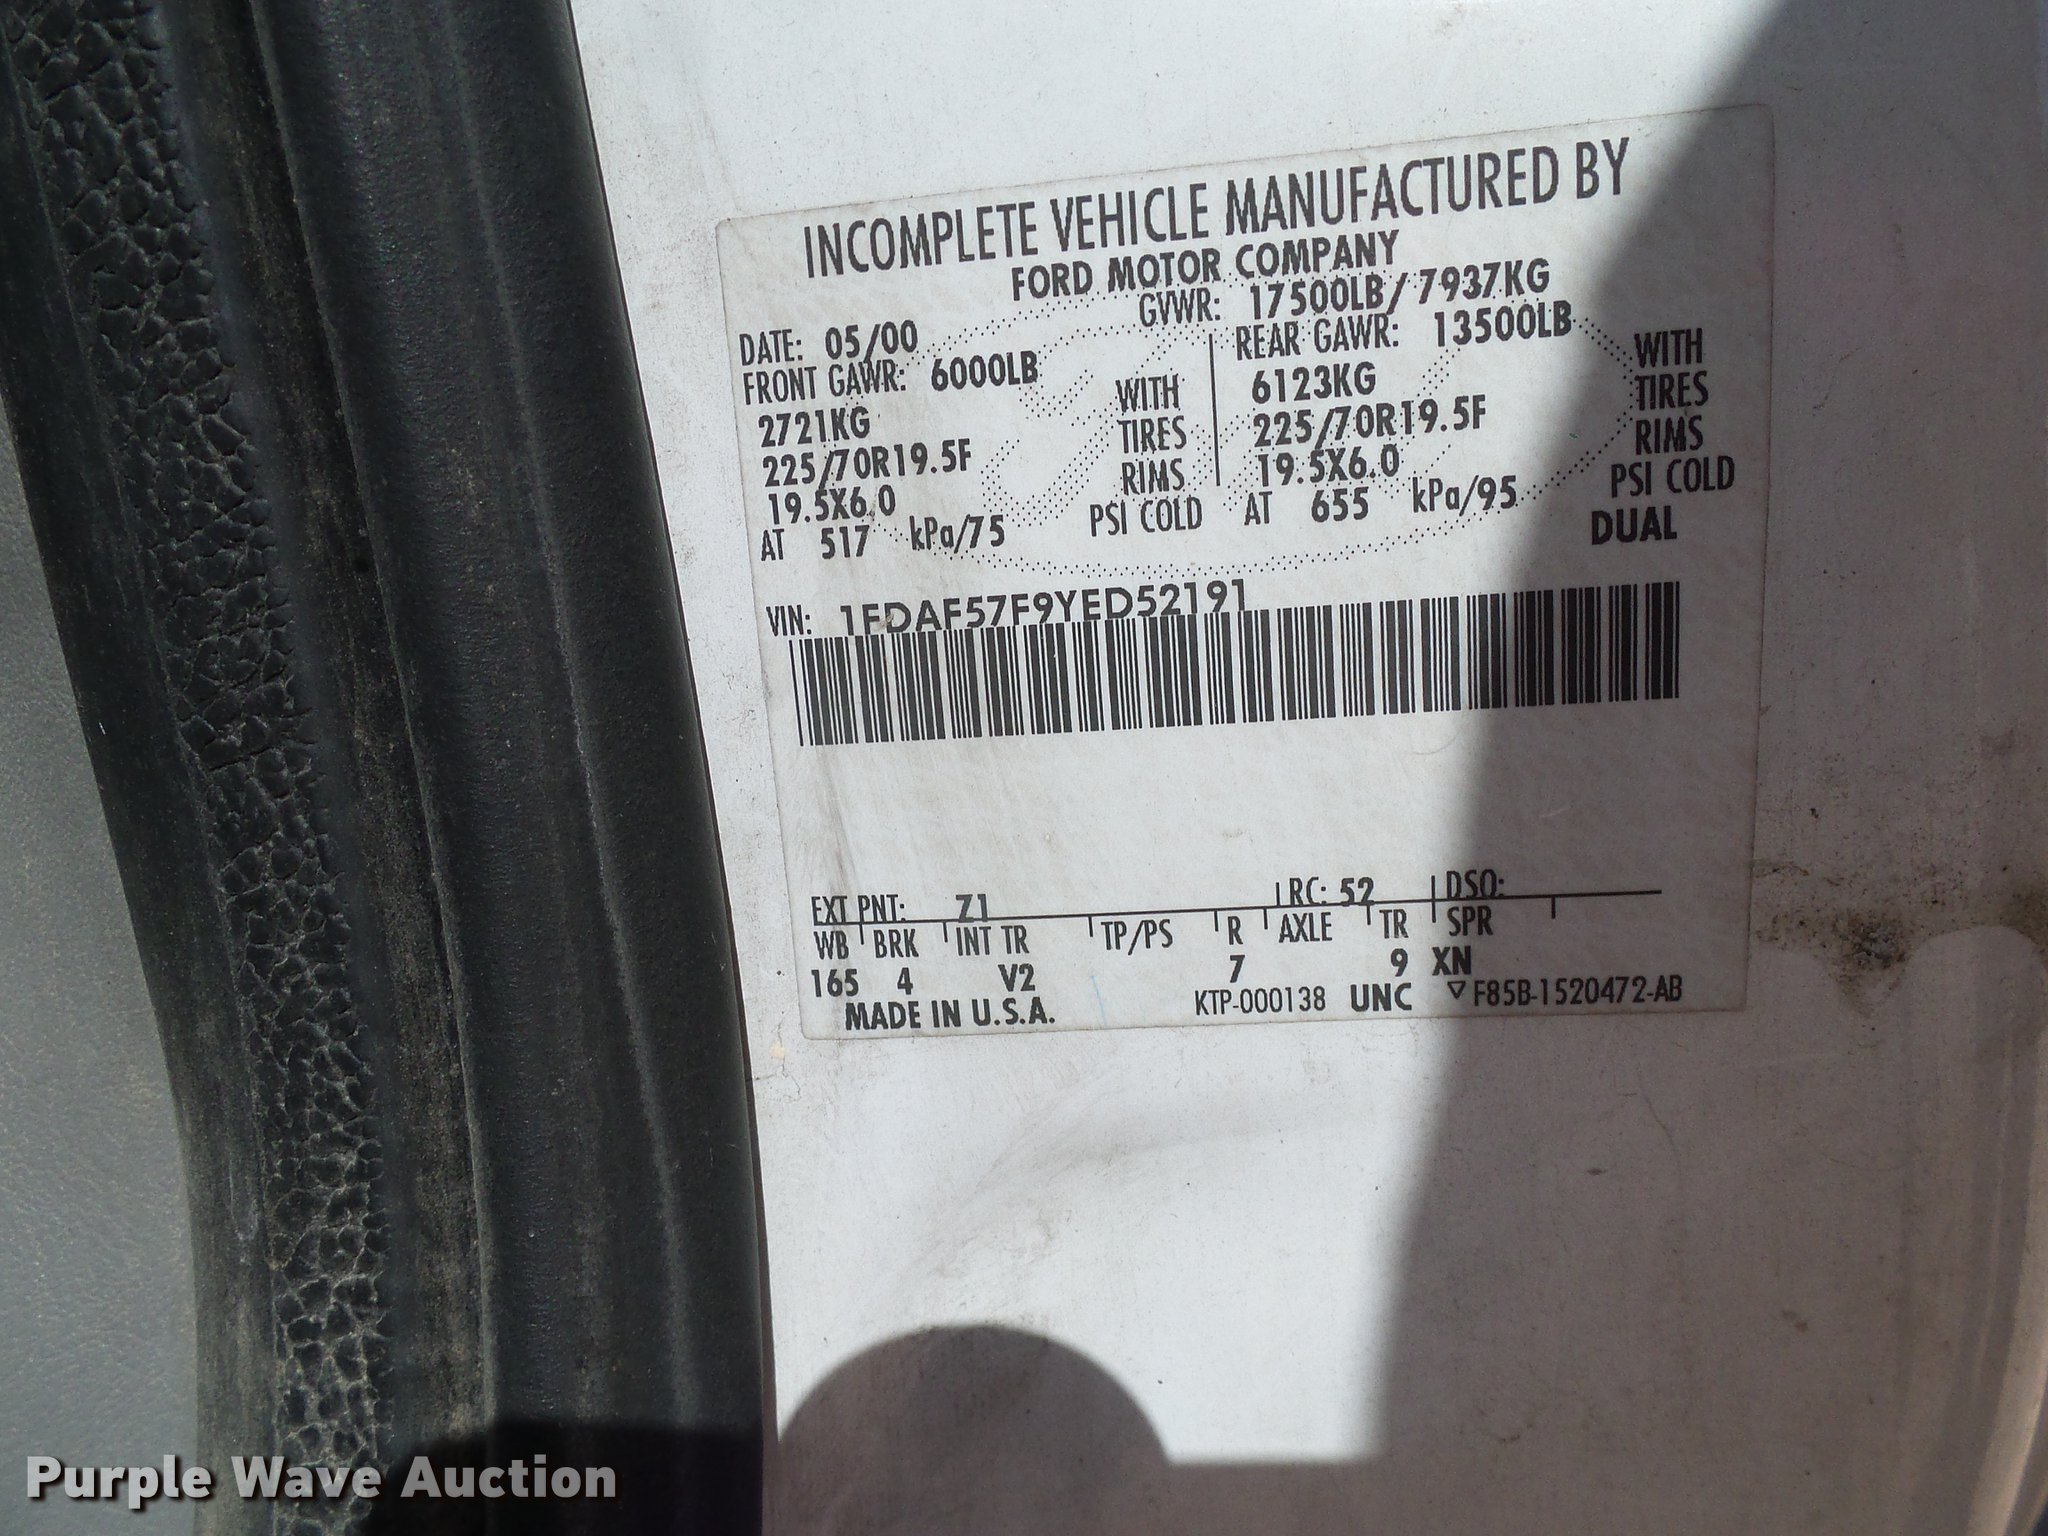 INCOMPLETE VEHICLE MANUFACTURED BY
FORD MOTOR COMPANY
DATE: 05/00 GVWR: 17500LB/7937KG
FRONT GAWR: 6000LB REAR GAWR: 13500LB
2721KG WITH 6123KG WITH
225/70R19.5F TIRES 225/70R19.5F TIRES
19.5X6.0 RIMS 19.5X6.0 RIMS
AT 517 kPa/75 PSI COLD AT 655 kPa/95 PSI COLD
DUAL
VIN: 1FDAF57F9YED52191
EXT PNT: Z1 RC: 52 DSO:
WB BRK INT TR TP/PS R AXLE TR SPR
165 4 V2 7 9 XN
MADE IN U.S.A. KTP-000138 UNC F85B-1520472-AB
Purple Wave Auction